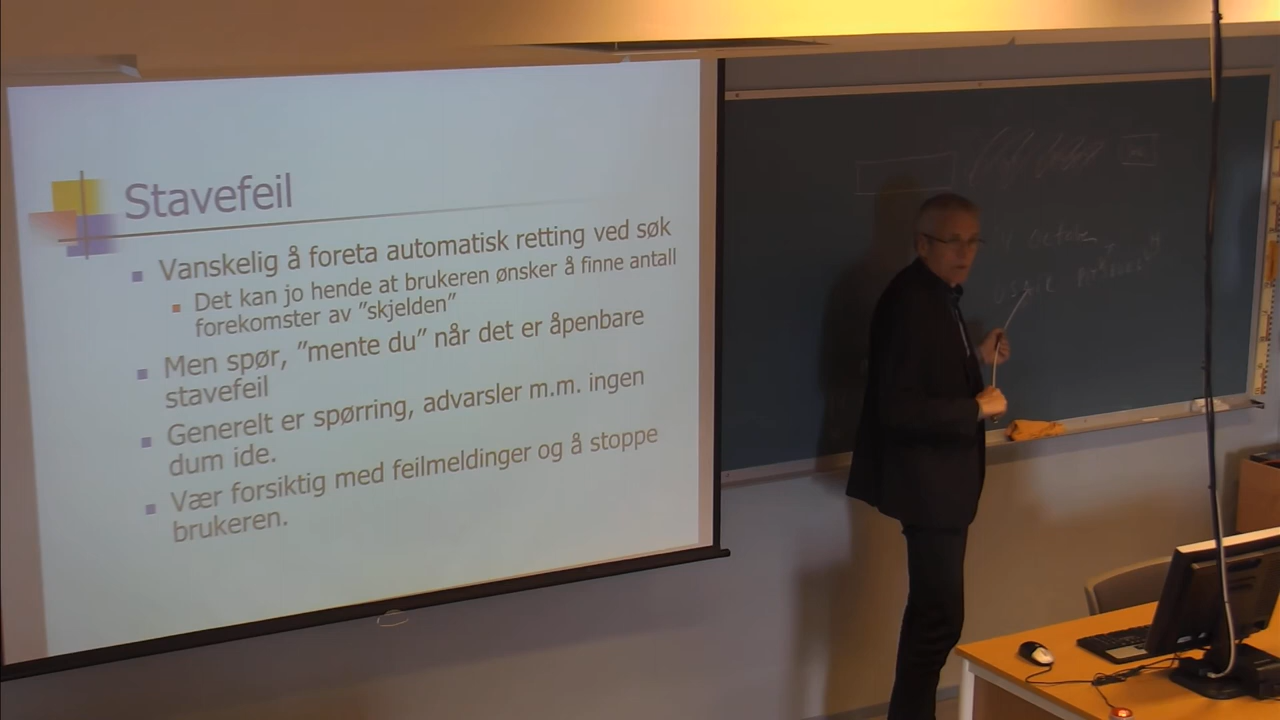 Stavefeil
Vanskelig å foreta automatisk retting ved søk
Det kan jo hende at brukeren ønsker å finne antall
forekomster av ”skjelden”
Men spør, ”mente du” når det er åpenbare
stavefeil
Generelt er spørring, advarsler m.m. ingen
dum ide.
Vær forsiktig med feilmeldinger og å stoppe
brukeren.